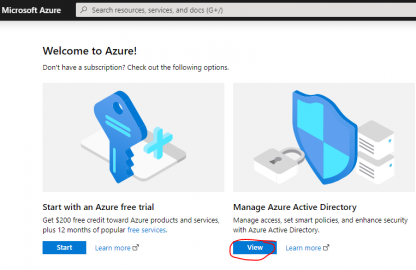 Microsoft Azure
Search resources, services, and docs (G+/)
Welcome to Azure!
Don't have a subscription? Check out the following options.
Start with an Azure free trial
Get $200 free credit toward Azure products and services,
plus 12 months of popular free services.
Start Learn more
Manage Azure Active Directory
Manage access, set smart policies, and enhance security
with Azure Active Directory.
View Learn more